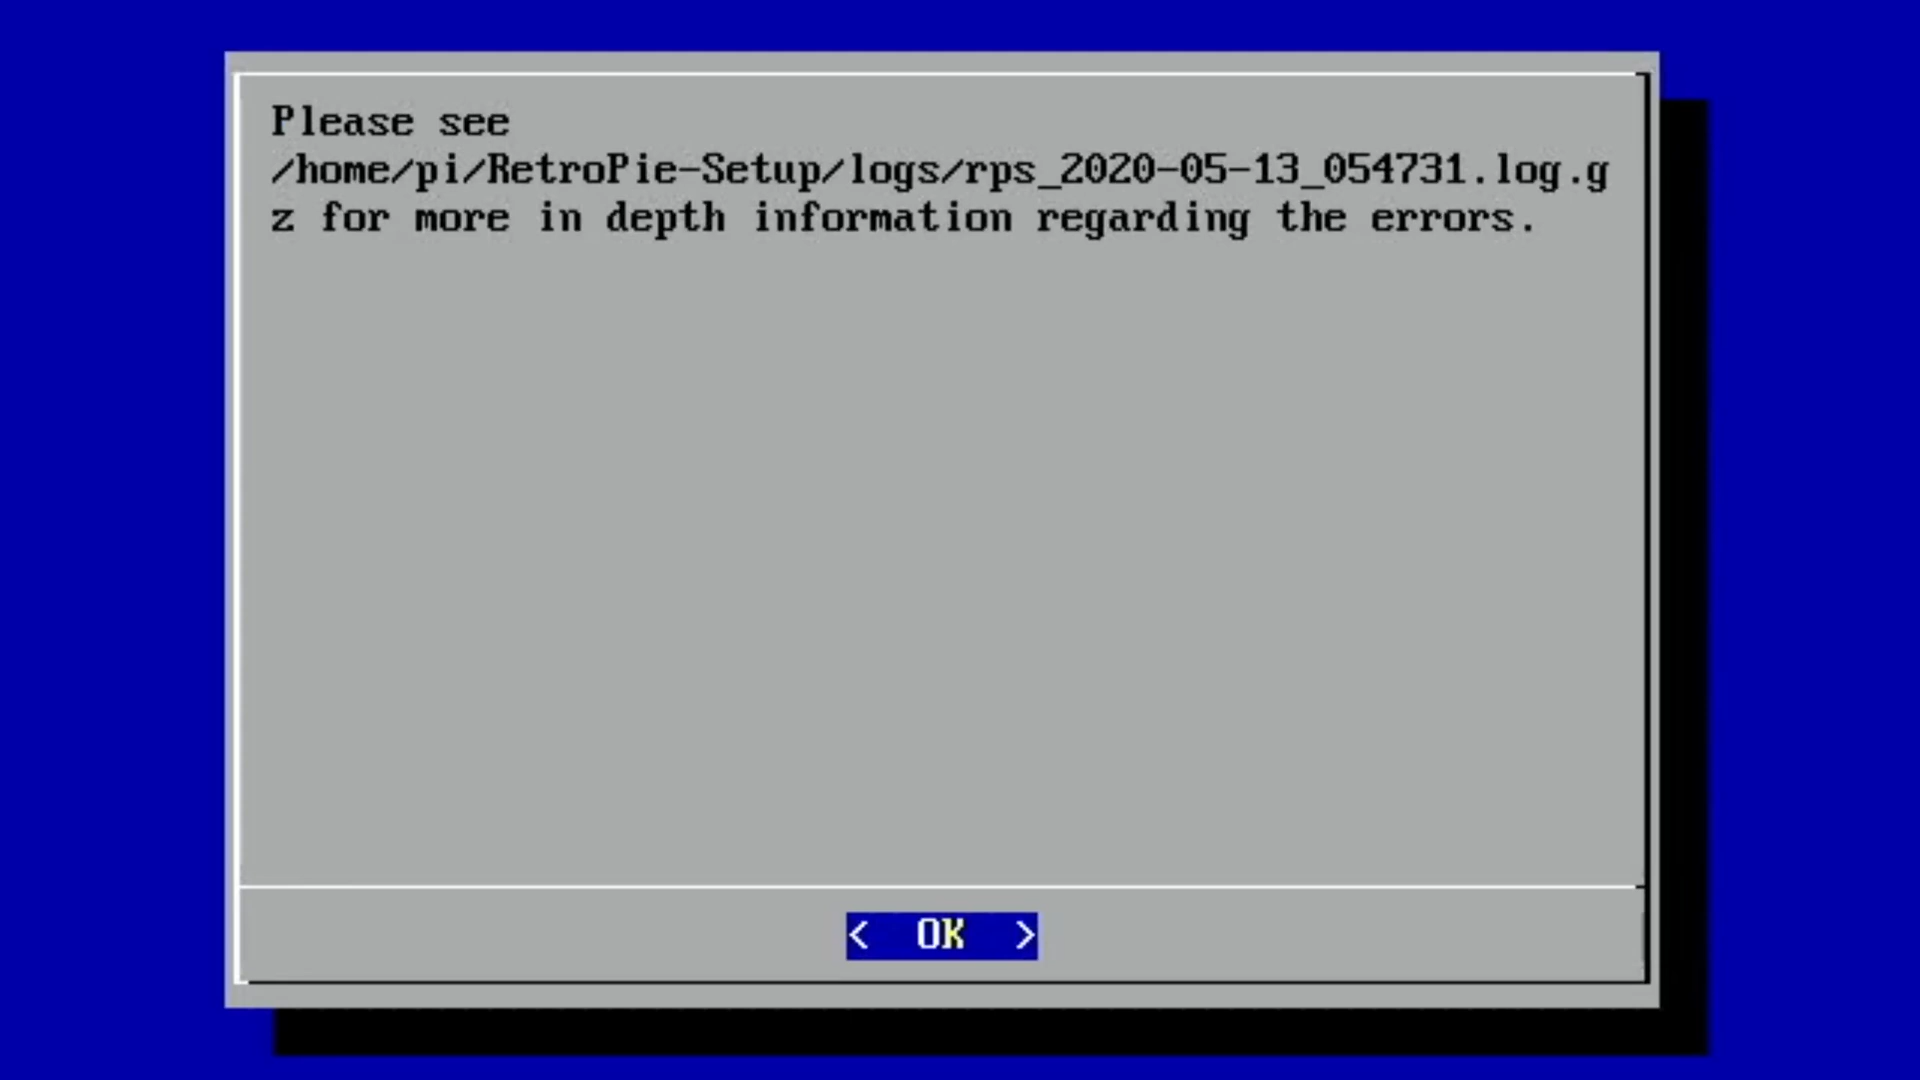 Please see
/home/pi/RetroPie-Setup/logs/rps_2020-05-13_054731.log.g
z for more in depth information regarding the errors.
< OK >